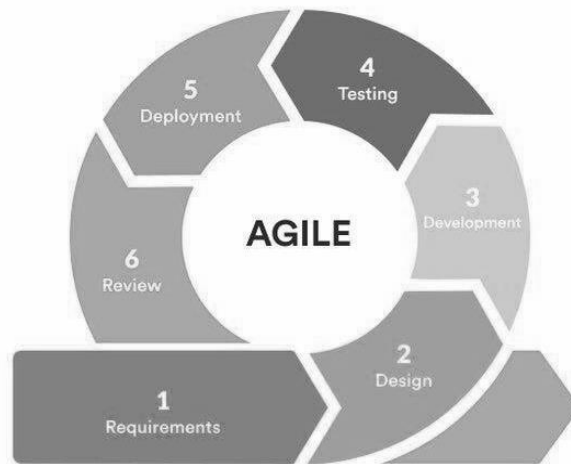 4
Testing
5
Deployment
3
Development
AGILE
6
Review
2
Design
1
Requirements